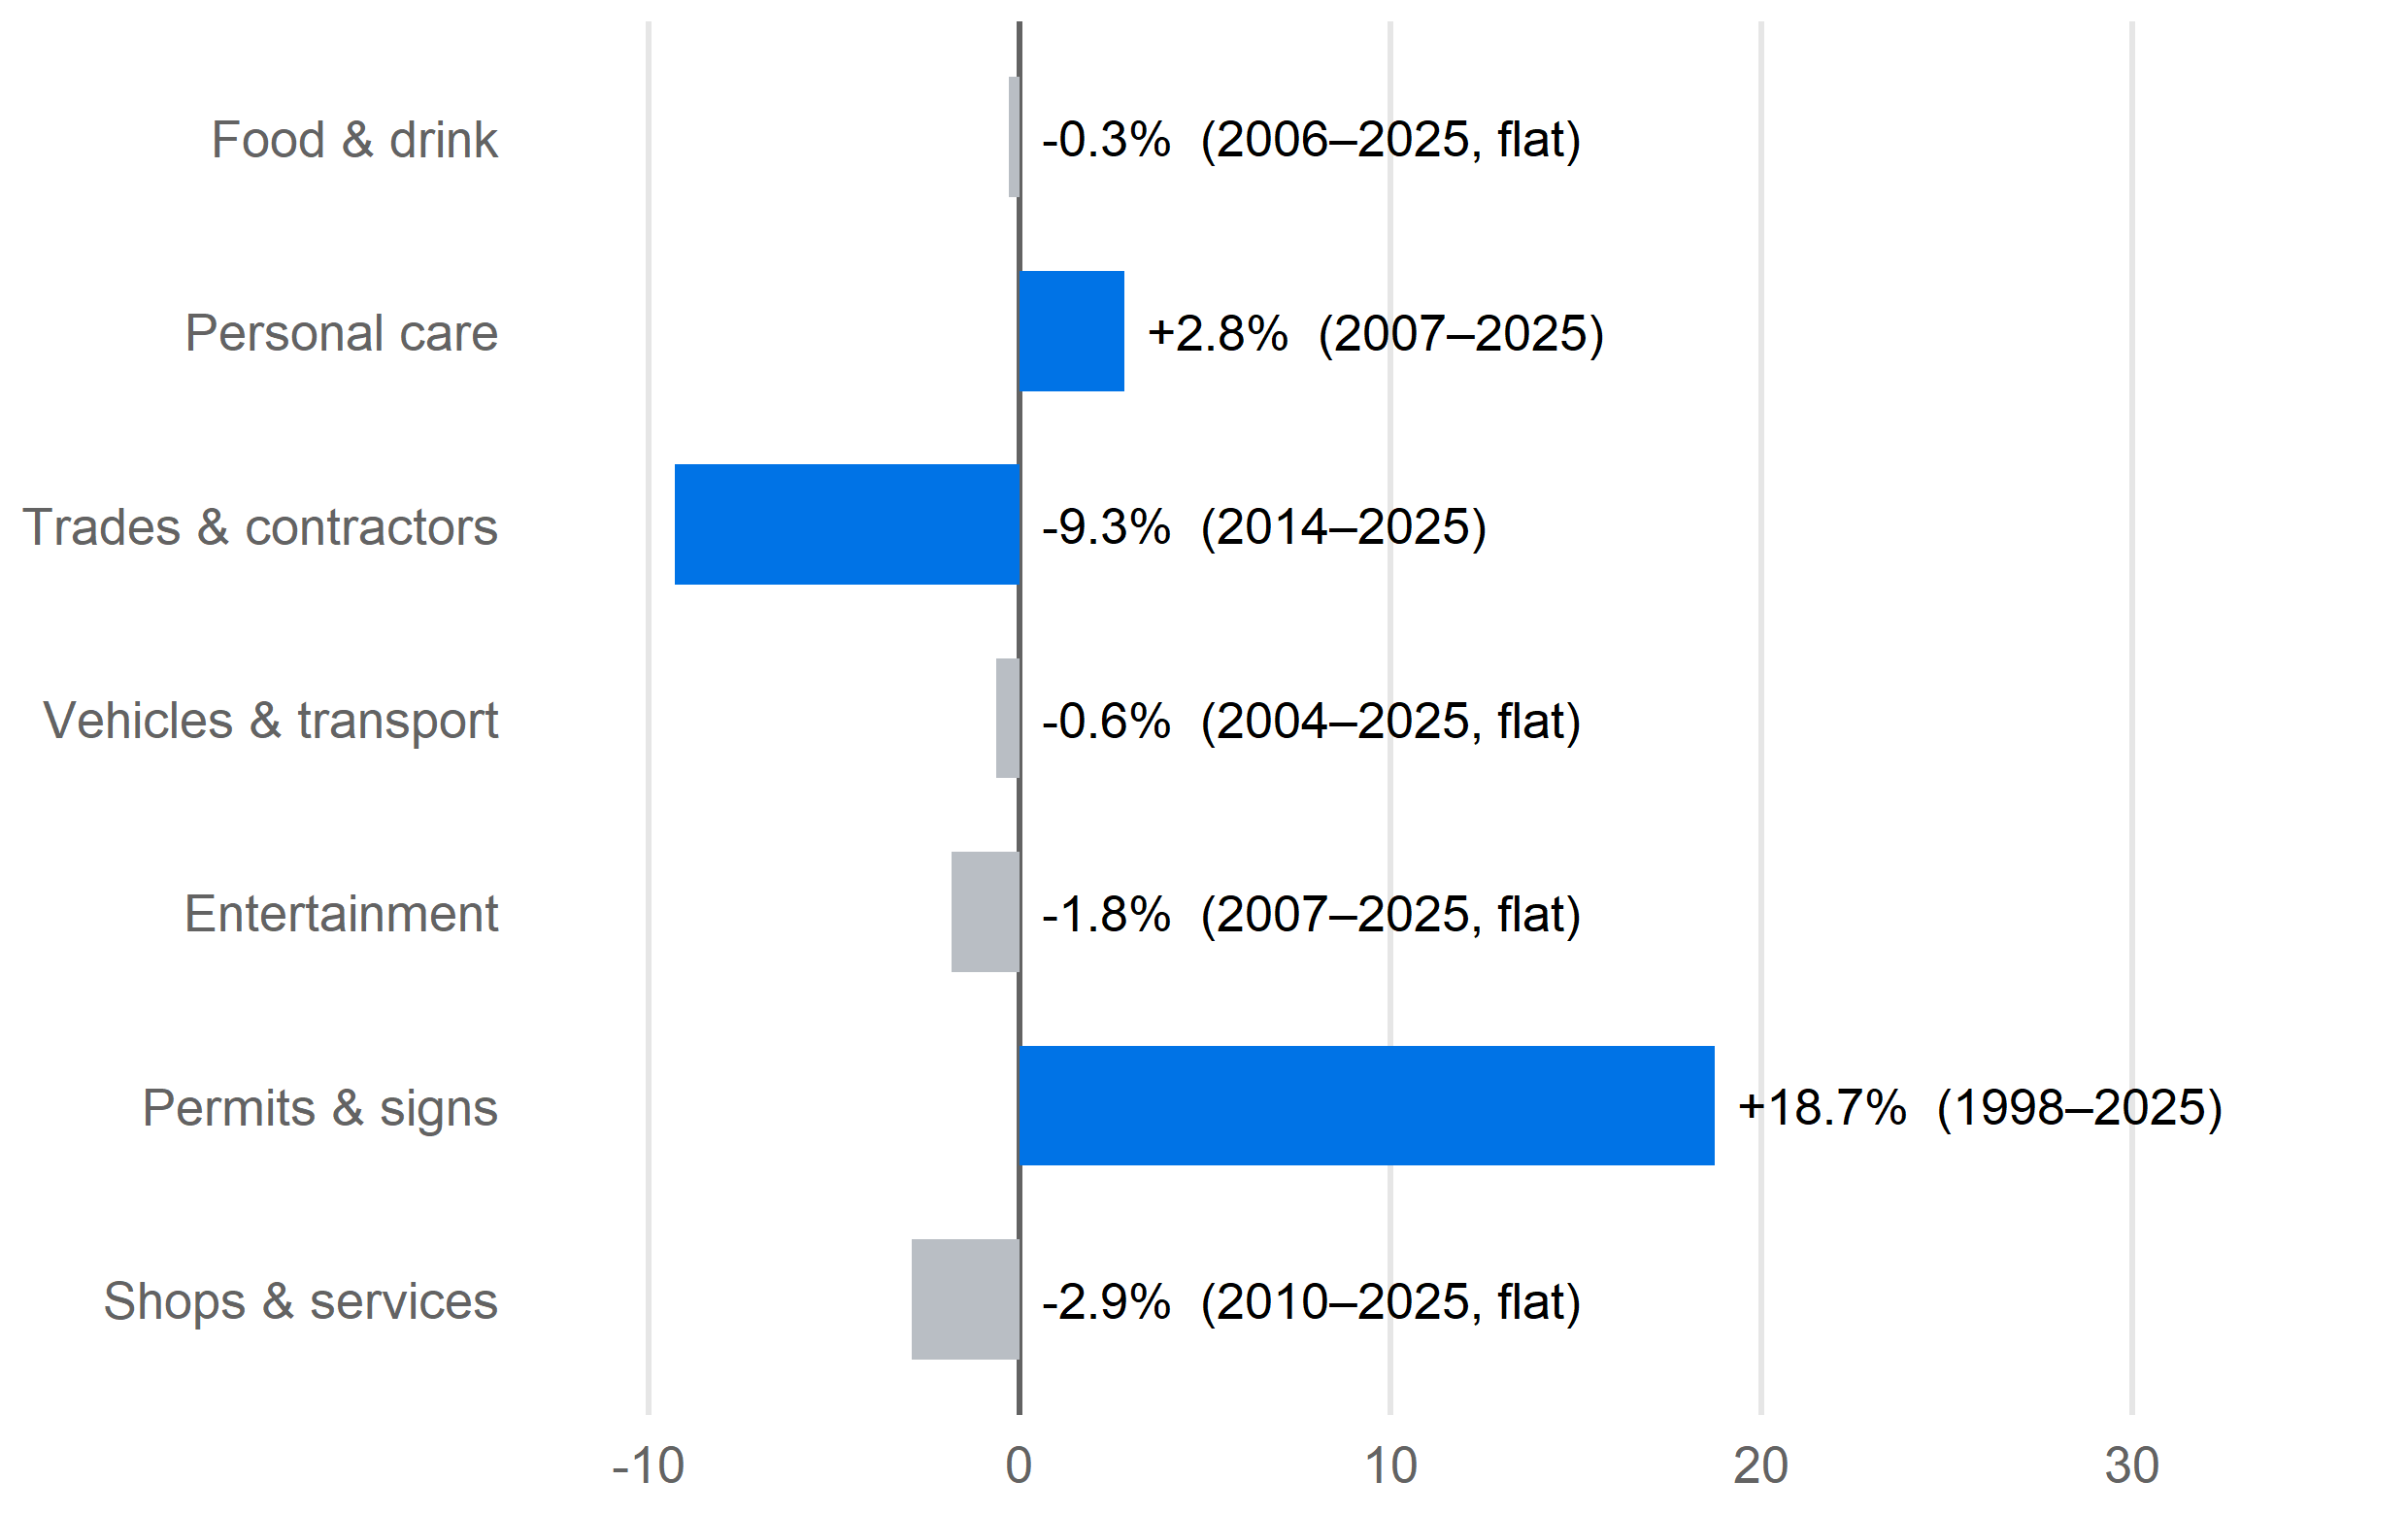 Food & drink -0.3% (2006–2025, flat)
Personal care +2.8% (2007–2025)
Trades & contractors -9.3% (2014–2025)
Vehicles & transport -0.6% (2004–2025, flat)
Entertainment -1.8% (2007–2025, flat)
Permits & signs +18.7% (1998–2025)
Shops & services -2.9% (2010–2025, flat)
-10 0 10 20 30